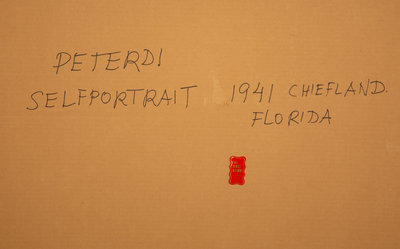 PETERDI
SELFPORTRAIT 1941 CHIEFLAND.
FLORIDA